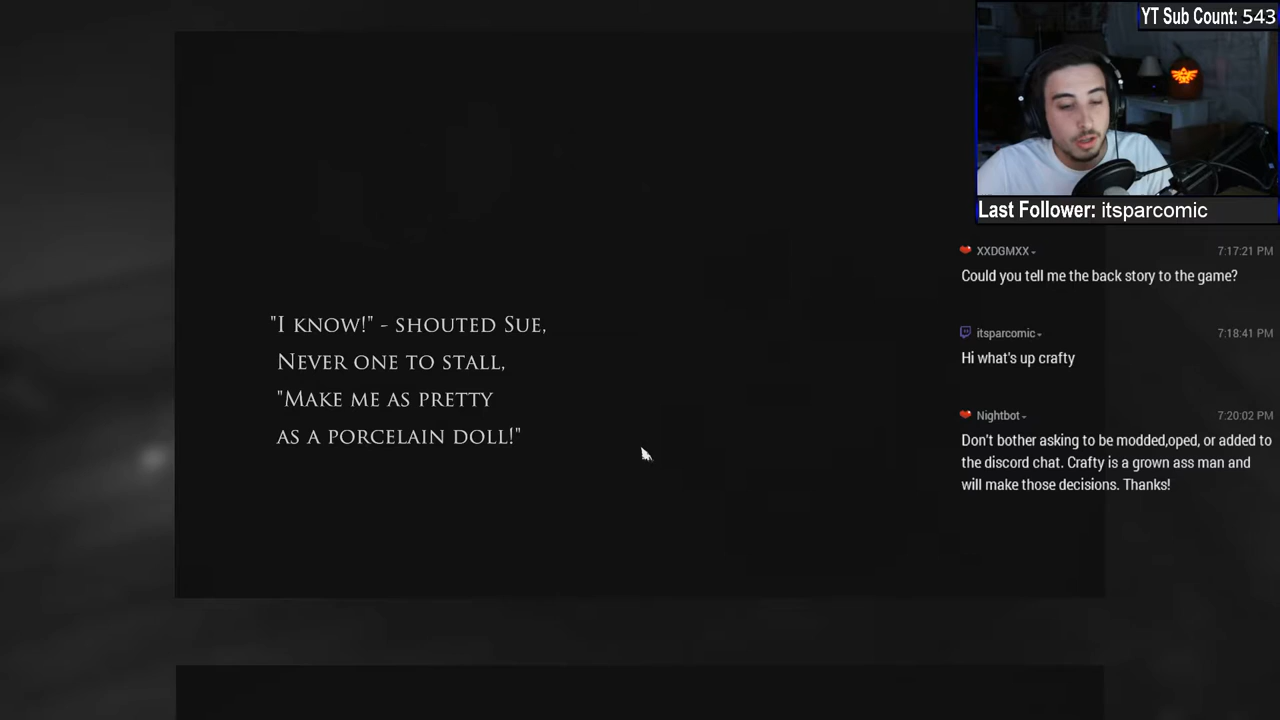 YT Sub Count: 543
Last Follower: itsparcomic
XXDGMXX 7:17:21 PM
Could you tell me the back story to the game?
itsparcomic 7:18:41 PM
Hi what's up crafty
Nightbot 7:20:02 PM
Don't bother asking to be modded,oped, or added to
the discord chat. Crafty is a grown ass man and
will make those decisions. Thanks!
"I know!" - shouted Sue,
Never one to stall,
"Make me as pretty
as a porcelain doll!"